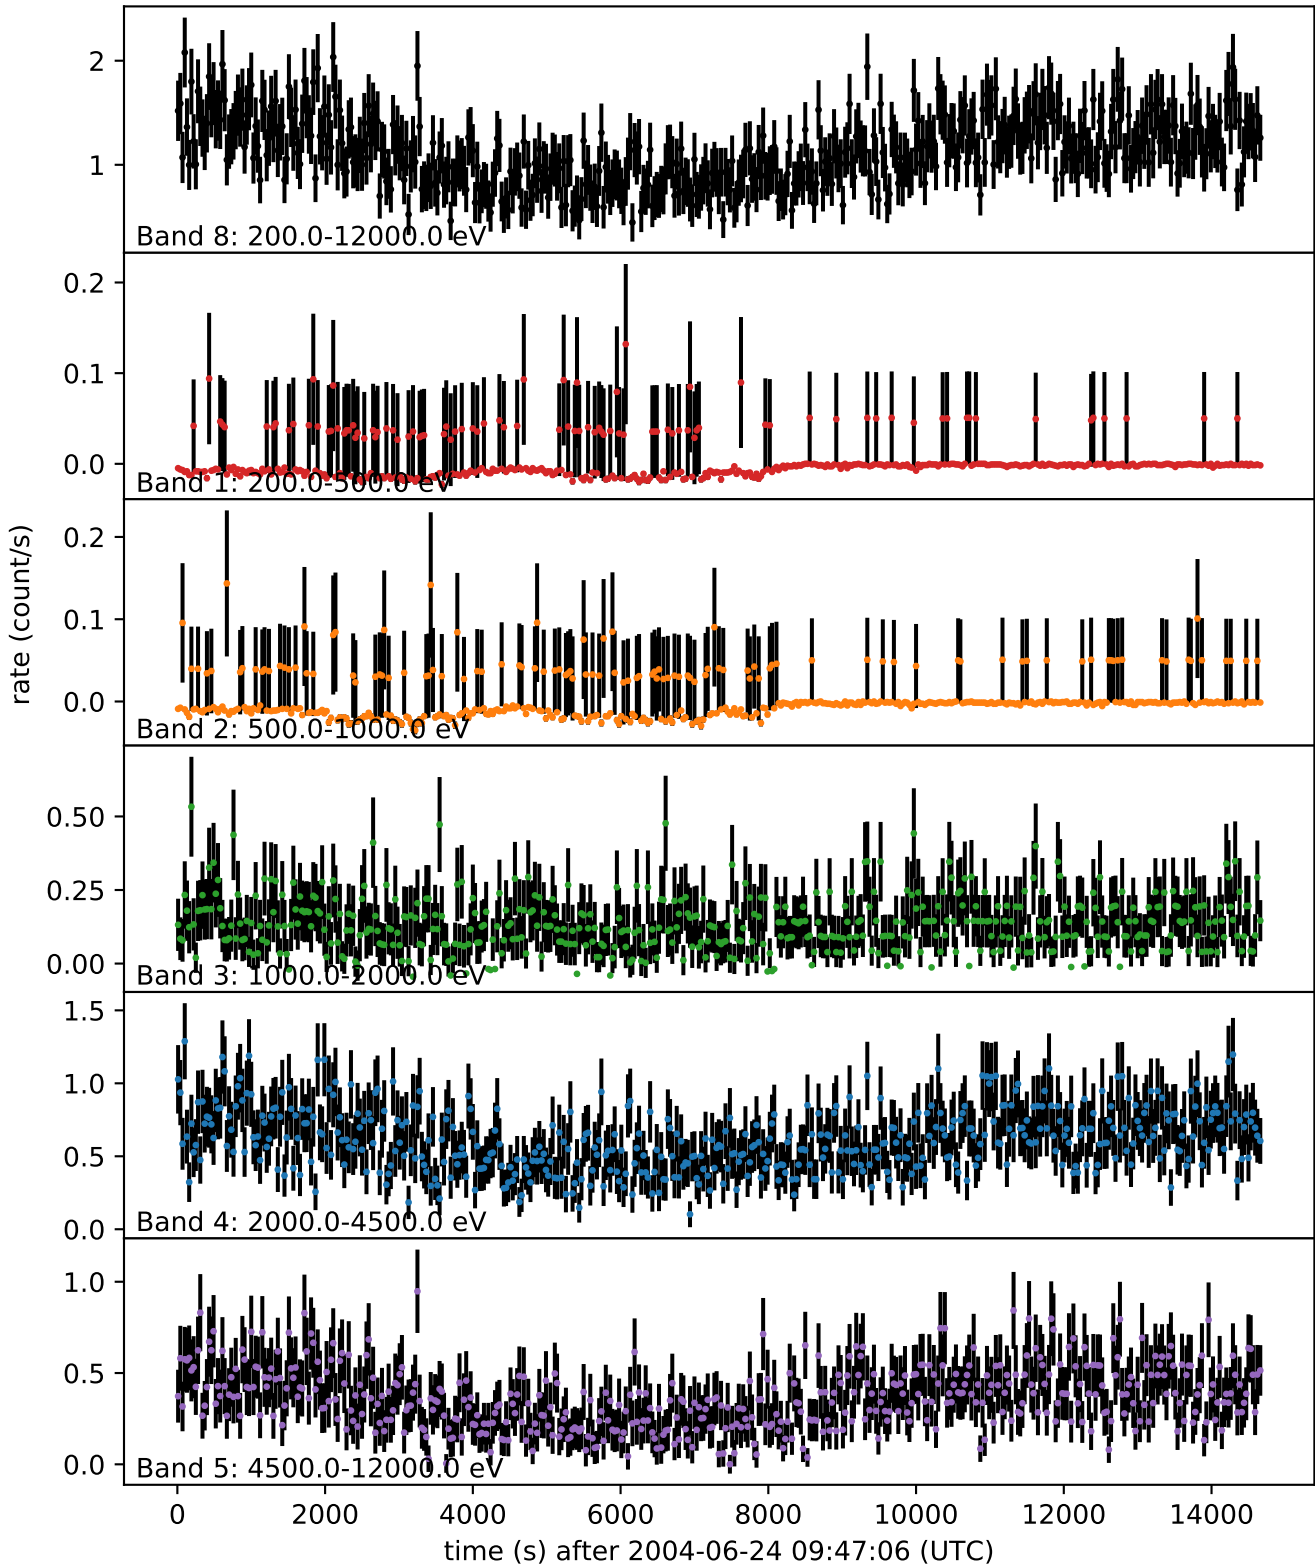 2
1
Band 8: 200.0-12000.0 eV
0.2
0.1
0.0
Band 1: 200.0-500.0 eV
0.2
0.1
0.0
Band 2: 500.0-1000.0 eV
0.50
0.25
0.00
Band 3: 1000.0-2000.0 eV
1.5
1.0
0.5
0.0
Band 4: 2000.0-4500.0 eV
1.0
0.5
0.0
Band 5: 4500.0-12000.0 eV
rate (count/s)
0 2000 4000 6000 8000 10000 12000 14000
time (s) after 2004-06-24 09:47:06 (UTC)